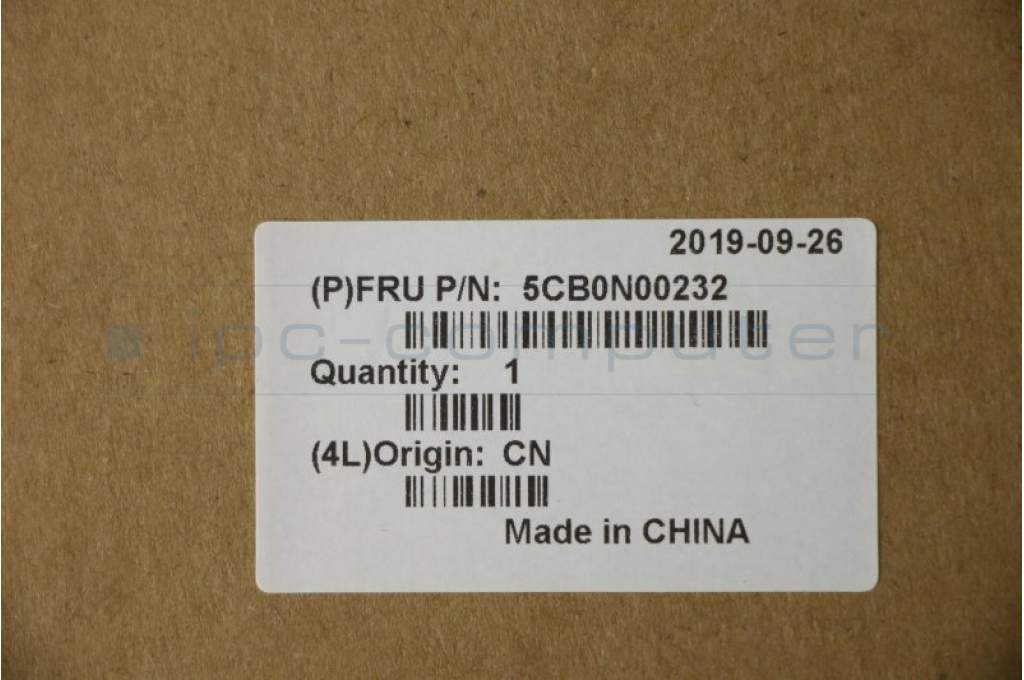 2019-09-26
(P)FRU P/N: 5CB0N00232
ipc-computer
Quantity: 1
(4L)Origin: CN
Made in CHINA